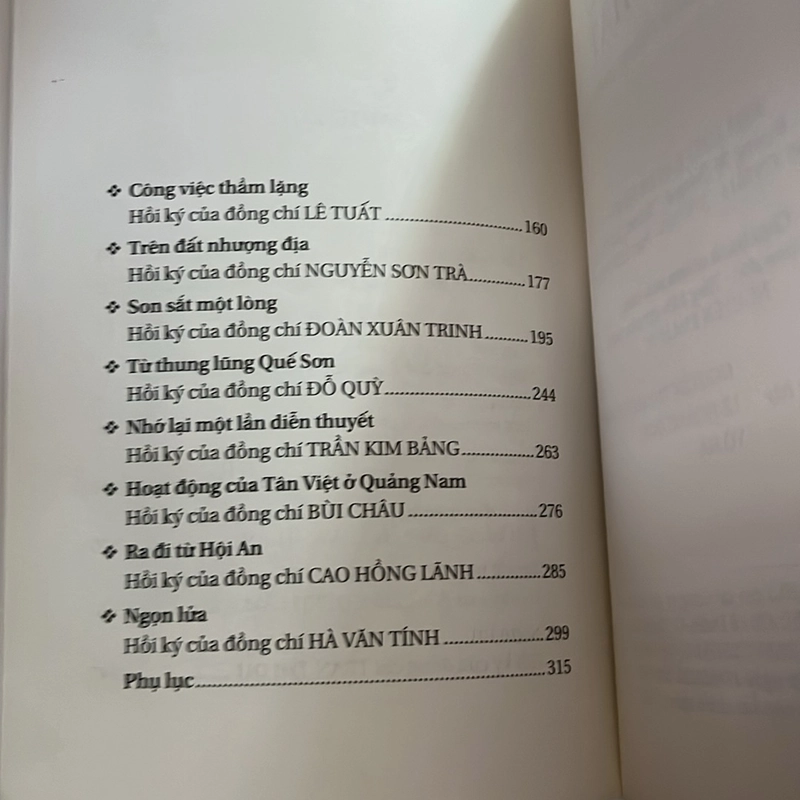 ❖ Công việc thầm lặng
Hồi ký của đồng chí LÊ TUẤT........................160
❖ Trên đất nhượng địa
Hồi ký của đồng chí NGUYỄN SƠN TRÀ............177
❖ Son sắt một lòng
Hồi ký của đồng chí ĐOÀN XUÂN TRINH.........195
❖ Từ thung lũng Quế Sơn
Hồi ký của đồng chí ĐỖ QUỲ............................244
❖ Nhớ lại một lần diễn thuyết
Hồi ký của đồng chí TRẦN KIM BẢNG..............263
❖ Hoạt động của Tân Việt ở Quảng Nam
Hồi ký của đồng chí BÙI CHÂU........................276
❖ Ra đi từ Hội An
Hồi ký của đồng chí CAO HỒNG LÃNH............285
❖ Ngọn lửa
Hồi ký của đồng chí HÀ VĂN TÍNH...................299
Phụ lục...............................................................315